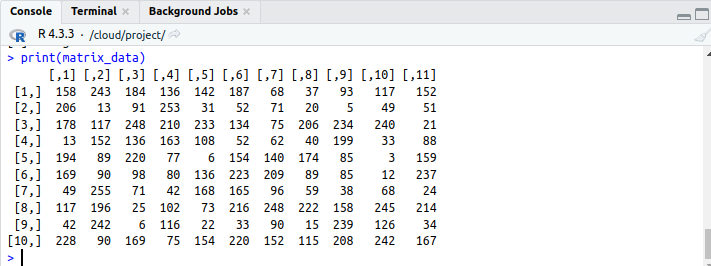 Console Terminal × Background Jobs ×
R R 4.3.3 · /cloud/project/
> print(matrix_data)
[,1] [,2] [,3] [,4] [,5] [,6] [,7] [,8] [,9] [,10] [,11]
[1,] 158 243 184 136 142 187 68 37 93 117 152
[2,] 206 13 91 253 31 52 71 20 5 49 51
[3,] 178 117 248 210 233 134 75 206 234 240 21
[4,] 13 152 136 163 108 52 62 40 199 33 88
[5,] 194 89 220 77 6 154 140 174 85 3 159
[6,] 169 90 98 80 136 223 209 89 85 12 237
[7,] 49 255 71 42 168 165 96 59 38 68 24
[8,] 117 196 25 102 73 216 248 222 158 245 214
[9,] 42 242 6 116 22 33 90 15 239 126 34
[10,] 228 90 169 75 154 220 152 115 208 242 167
>